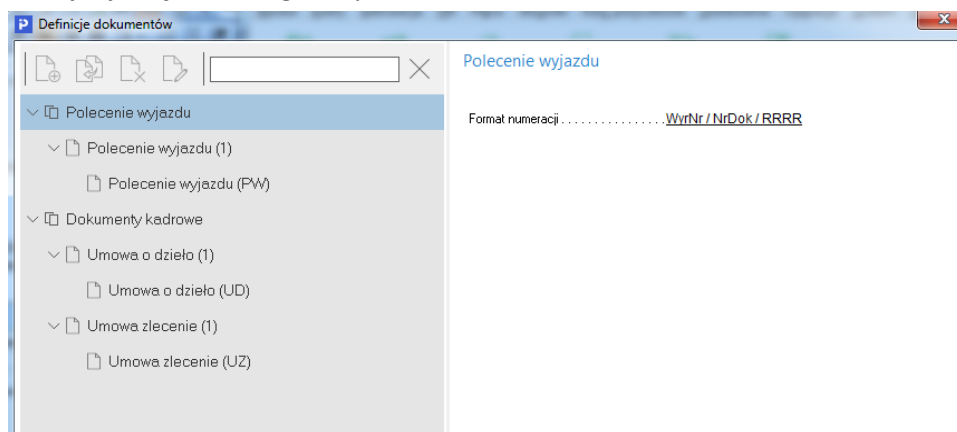 Definicje dokumentów
Polecenie wyjazdu
Format numeracji . . . . . . . . . . . . . . . . WyrNr / NrDok / RRRR
Polecenie wyjazdu
Polecenie wyjazdu (1)
Polecenie wyjazdu (PW)
Dokumenty kadrowe
Umowa o dzieło (1)
Umowa o dzieło (UD)
Umowa zlecenie (1)
Umowa zlecenie (UZ)